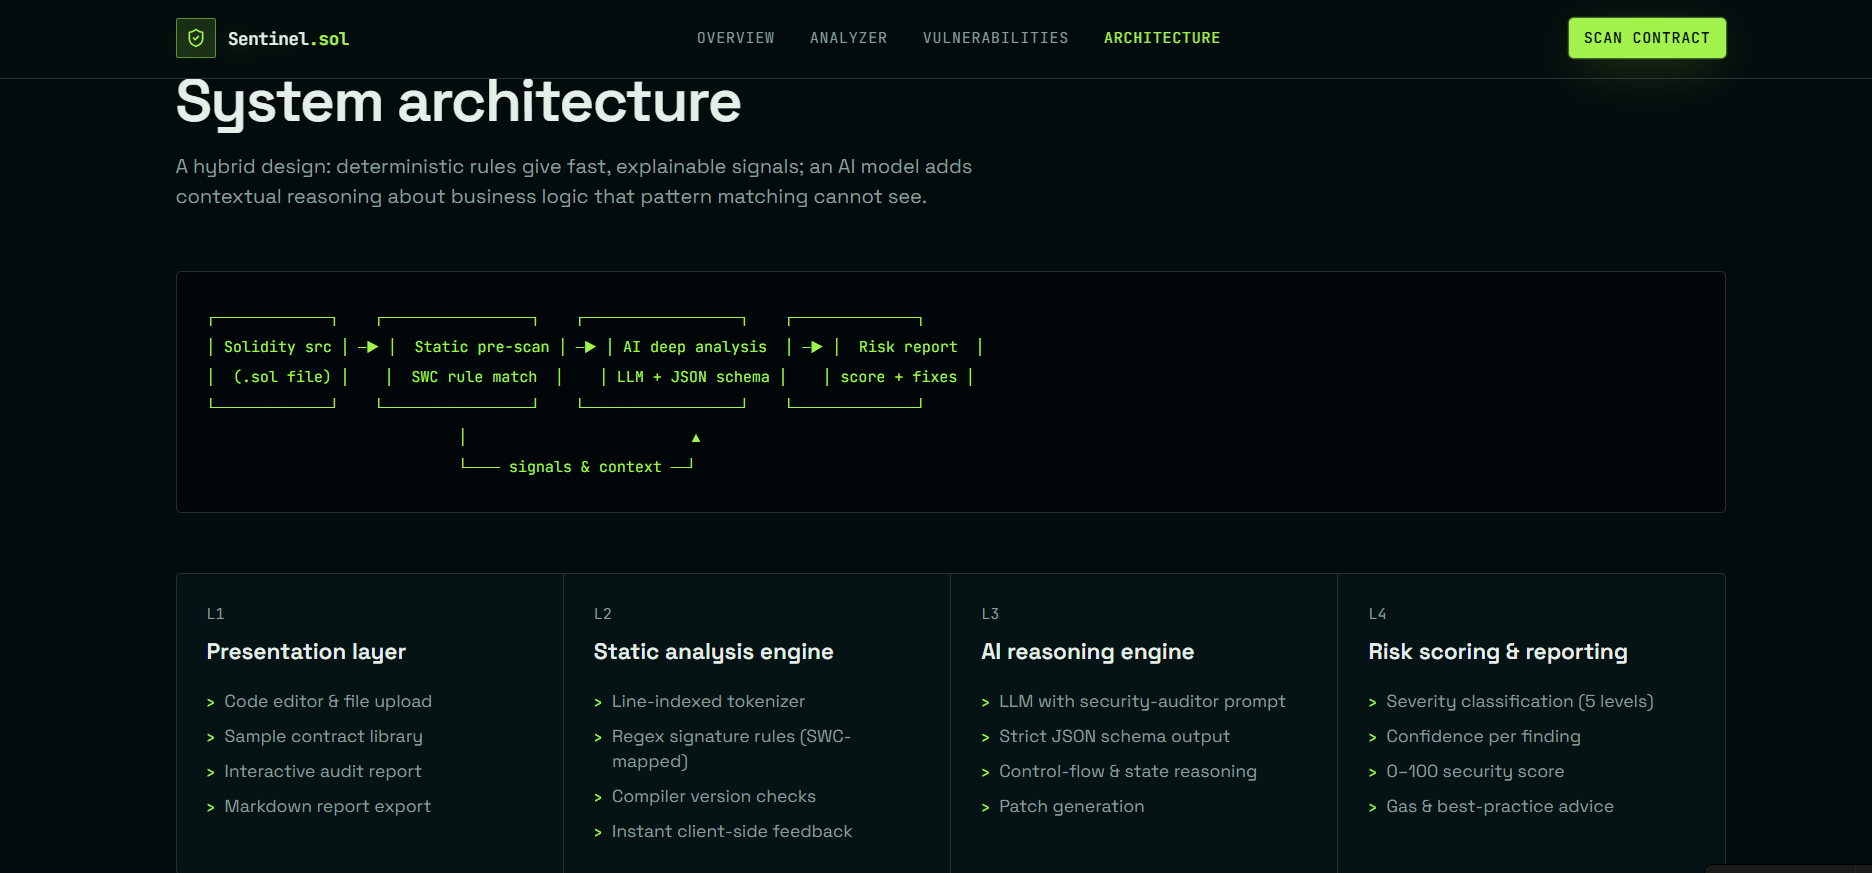 Sentinel.sol
OVERVIEW ANALYZER VULNERABILITIES ARCHITECTURE
SCAN CONTRACT
System architecture
A hybrid design: deterministic rules give fast, explainable signals; an AI model adds
contextual reasoning about business logic that pattern matching cannot see.
Solidity src
(.sol file)
Static pre-scan
SWC rule match
AI deep analysis
LLM + JSON schema
Risk report
score + fixes
signals & context
L1
Presentation layer
> Code editor & file upload
> Sample contract library
> Interactive audit report
> Markdown report export
L2
Static analysis engine
> Line-indexed tokenizer
> Regex signature rules (SWC-
mapped)
> Compiler version checks
> Instant client-side feedback
L3
AI reasoning engine
> LLM with security-auditor prompt
> Strict JSON schema output
> Control-flow & state reasoning
> Patch generation
L4
Risk scoring & reporting
> Severity classification (5 levels)
> Confidence per finding
> 0–100 security score
> Gas & best-practice advice